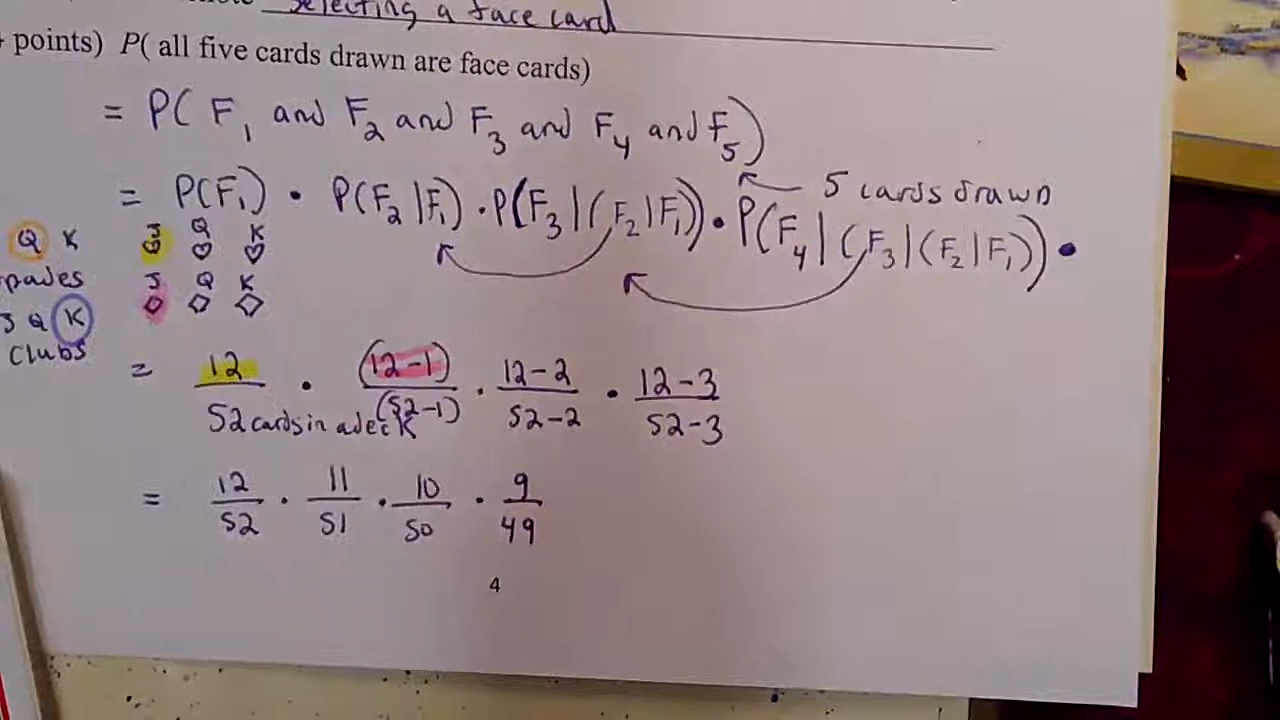 selecting a face card
points) P( all five cards drawn are face cards)
= P( F1 and F2 and F3 and F4 and F5)
5 cards drawn
= P(F1) • P(F2|F1) • P(F3|(F2|F1)) • P(F4|(F3|(F2|F1)) •
Q K J Q K
♡ ♡ ♡
pades J Q K
◇ ◇ ◇
J Q K
Clubs
= 12/52 cards in a deck • (12-1)/(52-1) • 12-2/52-2 • 12-3/52-3
= 12/52 • 11/51 • 10/50 • 9/49
4